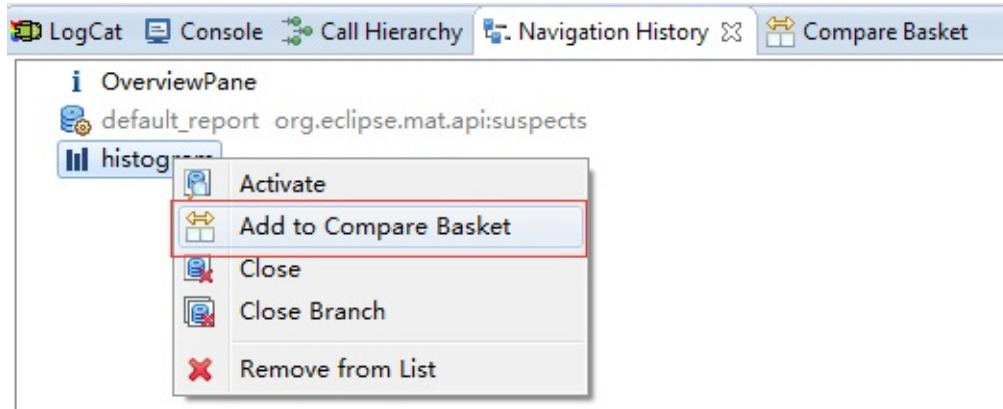 LogCat Console Call Hierarchy Navigation History Compare Basket
i OverviewPane
default_report org.eclipse.mat.api:suspects
histogram
Activate
Add to Compare Basket
Close
Close Branch
Remove from List